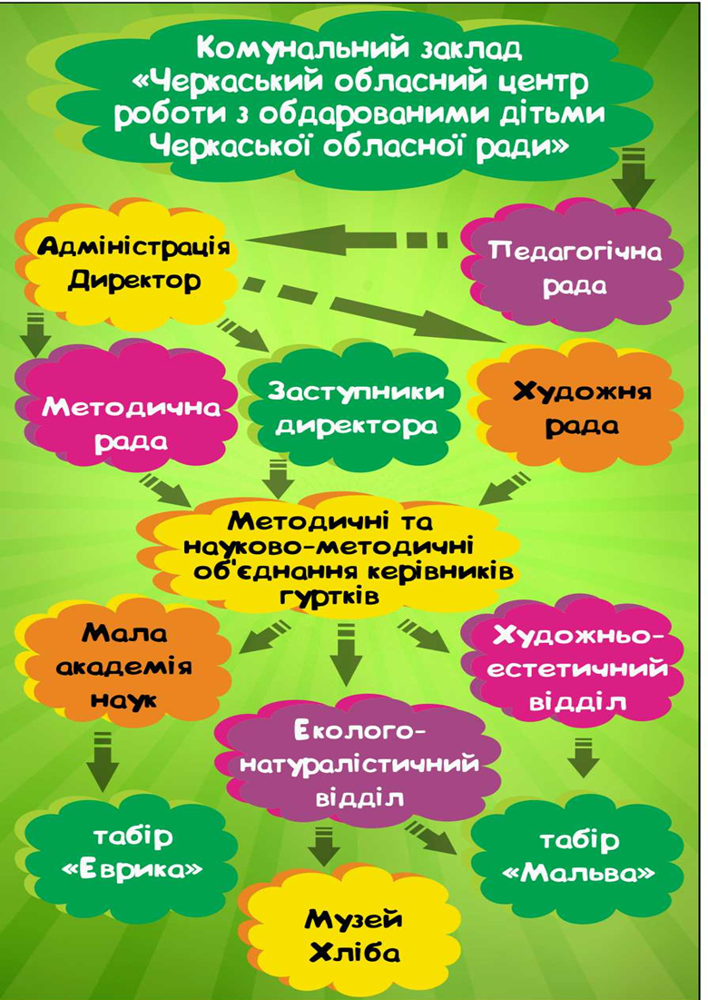 Комунальний заклад
«Черкаський обласний центр
роботи з обдарованими дітьми
Черкаської обласної ради»
Адміністрація
Директор
Педагогічна
рада
Методична
рада
Заступники
директора
Художня
рада
Методичні та
науково-методичні
об'єднання керівників
гуртків
Мала
академія
наук
Художньо-
естетичний
відділ
Еколого-
натуралістичний
відділ
табір
«Еврика»
табір
«Мальва»
Музей
Хліба